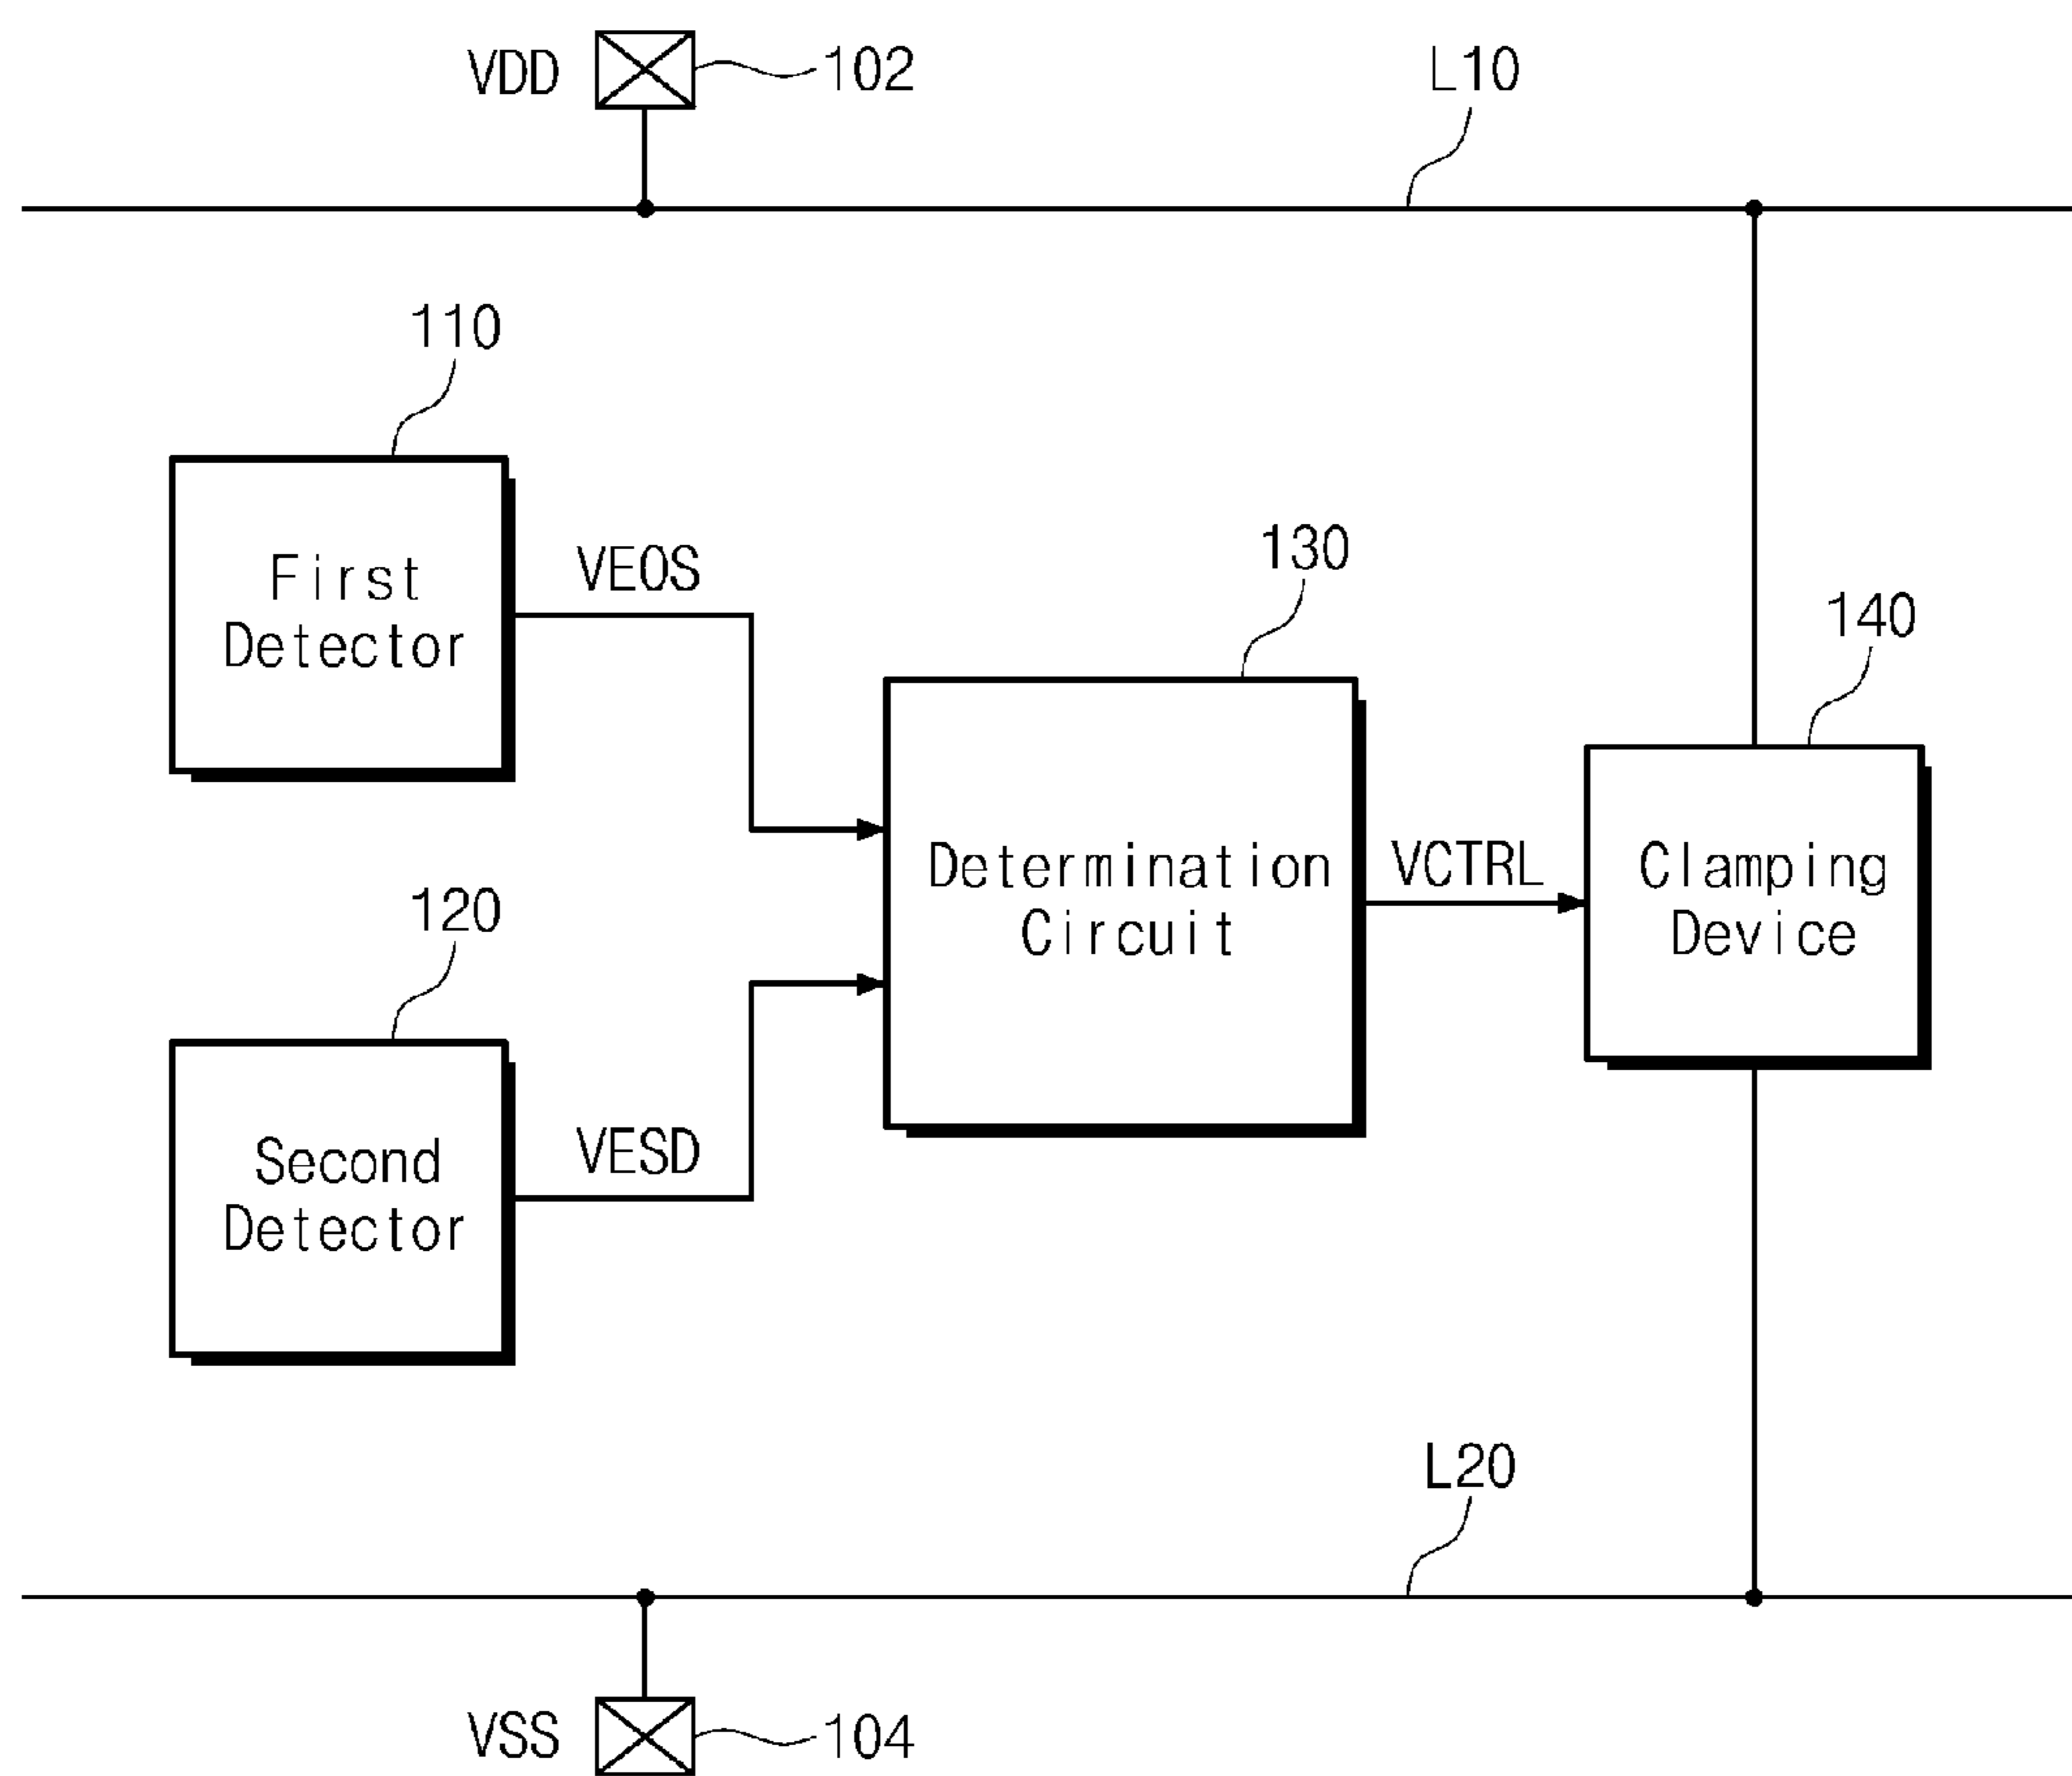 VDD
102
L10
110
First
Detector
VEOS
130
140
Determination
Circuit
VCTRL
Clamping
Device
120
Second
Detector
VESD
L20
VSS
104